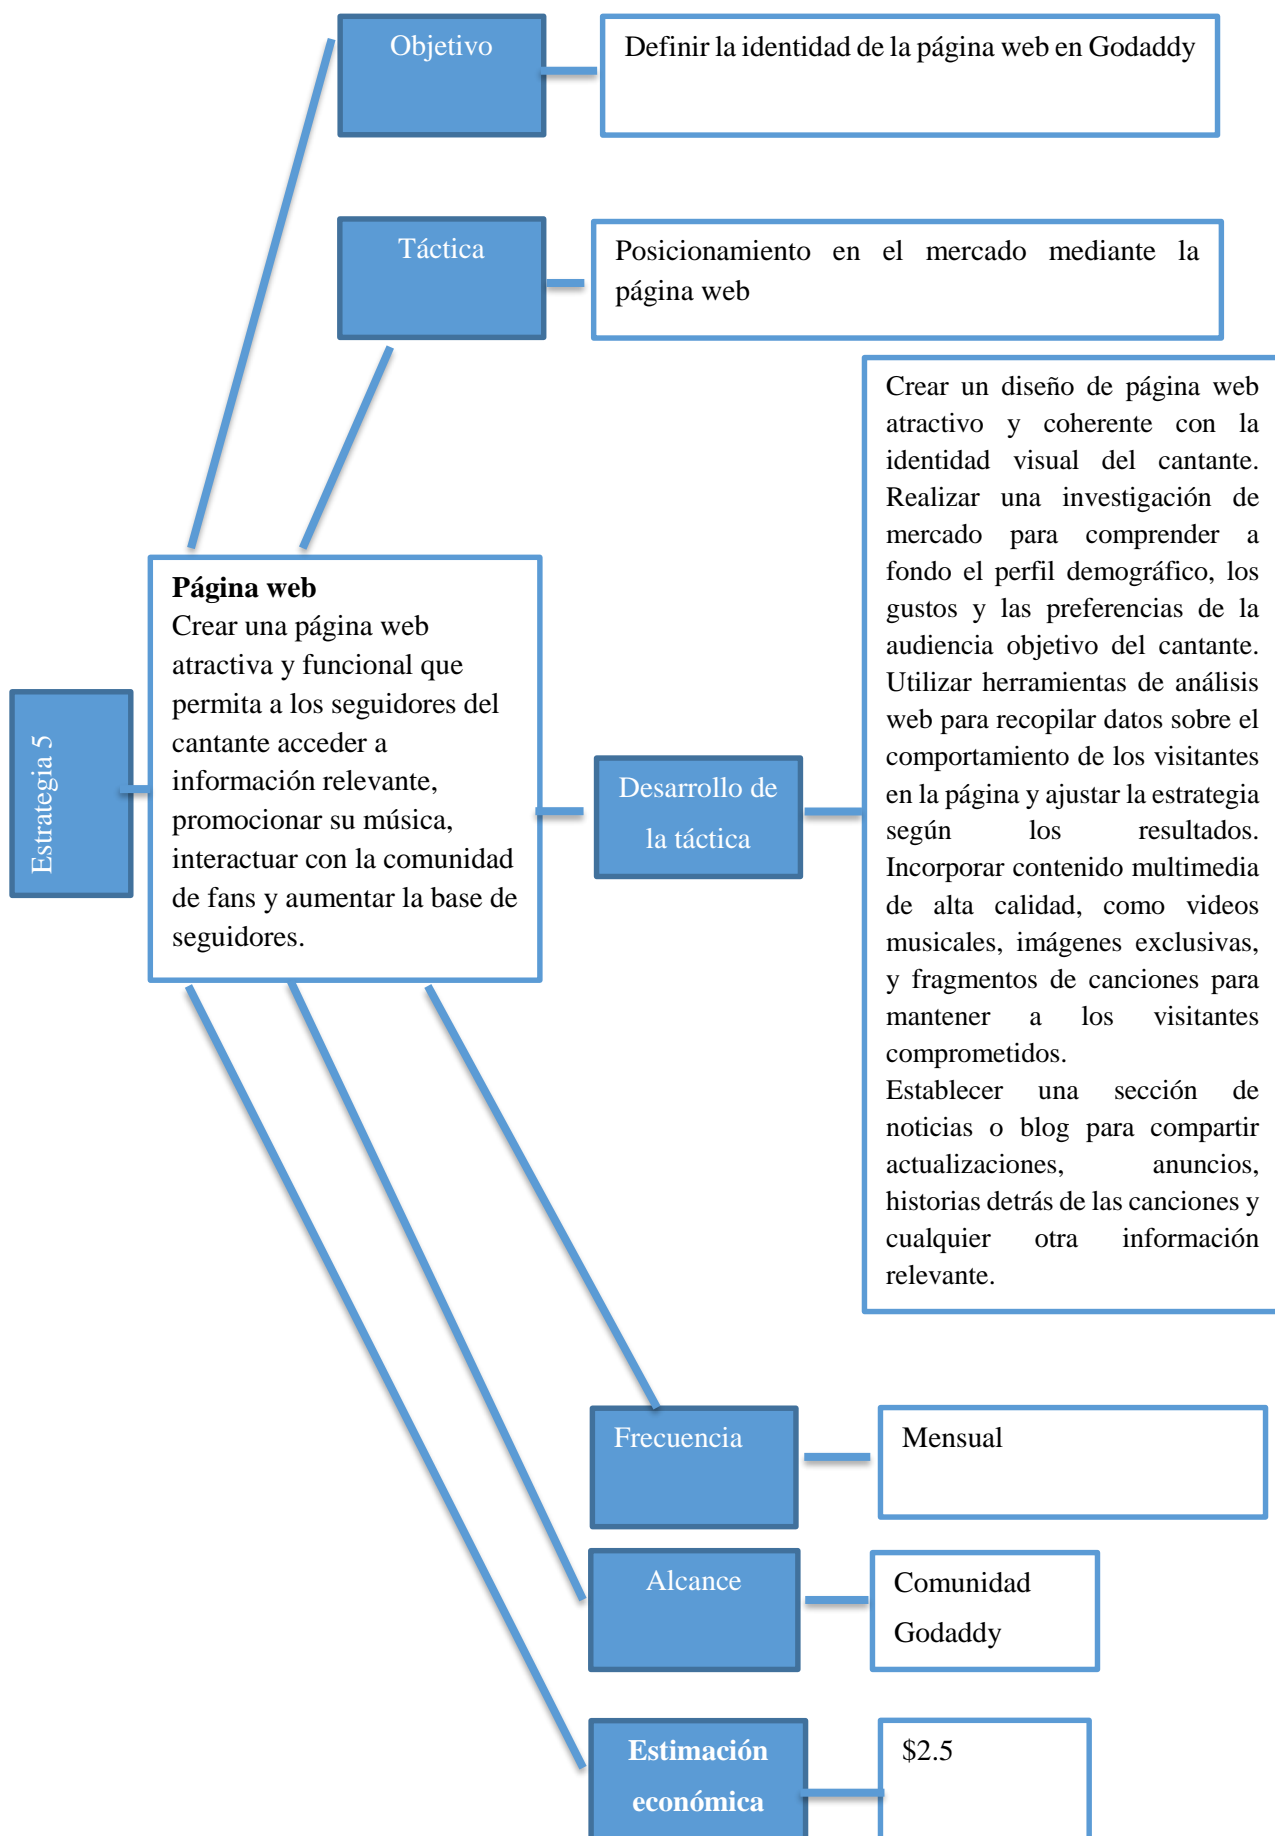 Objetivo
Definir la identidad de la página web en Godaddy
Táctica
Posicionamiento en el mercado mediante la
página web
Estrategia 5
Página web
Crear una página web
atractiva y funcional que
permita a los seguidores del
cantante acceder a
información relevante,
promocionar su música,
interactuar con la comunidad
de fans y aumentar la base de
seguidores.
Desarrollo de
la táctica
Crear un diseño de página web
atractivo y coherente con la
identidad visual del cantante.
Realizar una investigación de
mercado para comprender a
fondo el perfil demográfico, los
gustos y las preferencias de la
audiencia objetivo del cantante.
Utilizar herramientas de análisis
web para recopilar datos sobre el
comportamiento de los visitantes
en la página y ajustar la estrategia
según los resultados.
Incorporar contenido multimedia
de alta calidad, como videos
musicales, imágenes exclusivas,
y fragmentos de canciones para
mantener a los visitantes
comprometidos.
Establecer una sección de
noticias o blog para compartir
actualizaciones, anuncios,
historias detrás de las canciones y
cualquier otra información
relevante.
Frecuencia
Mensual
Alcance
Comunidad
Godaddy
Estimación
económica
$2.5